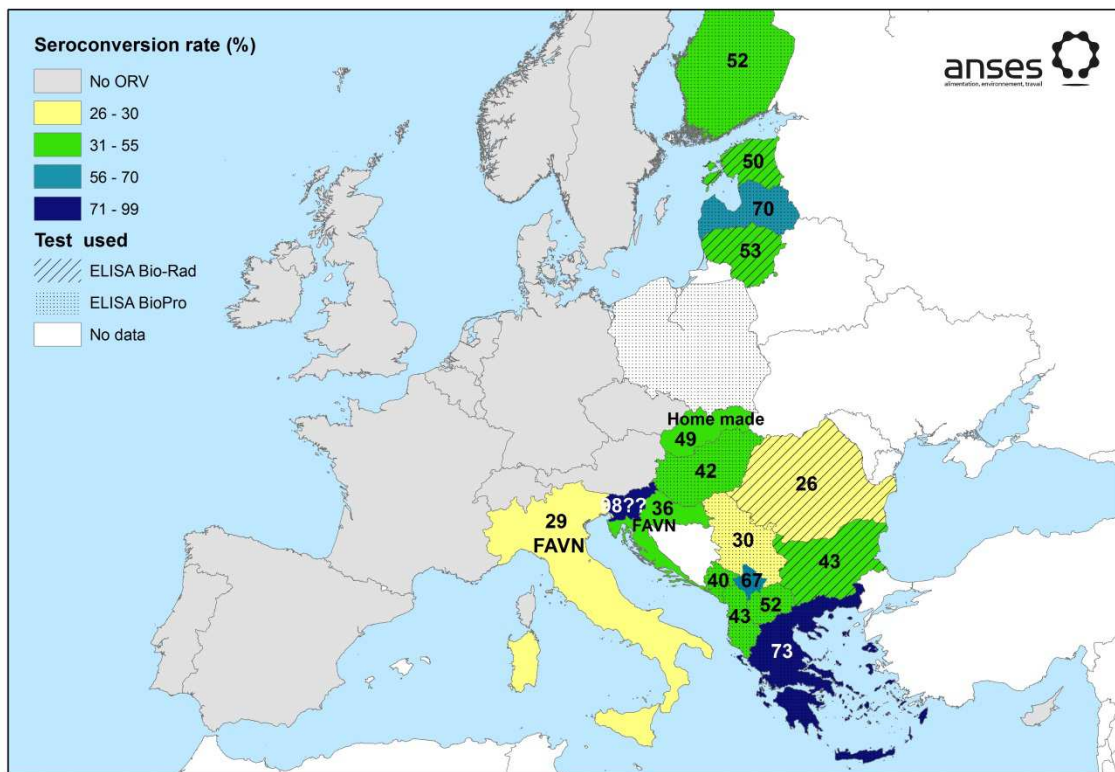 Seroconversion rate (%)
No ORV
26 - 30
31 - 55
56 - 70
71 - 99
Test used
ELISA Bio-Rad
ELISA BioPro
No data
anses
alimentation, environnement, travail
52
50
70
53
Home made
49
42
98??
36
FAVN
26
29
FAVN
30
43
40
67
43
52
73